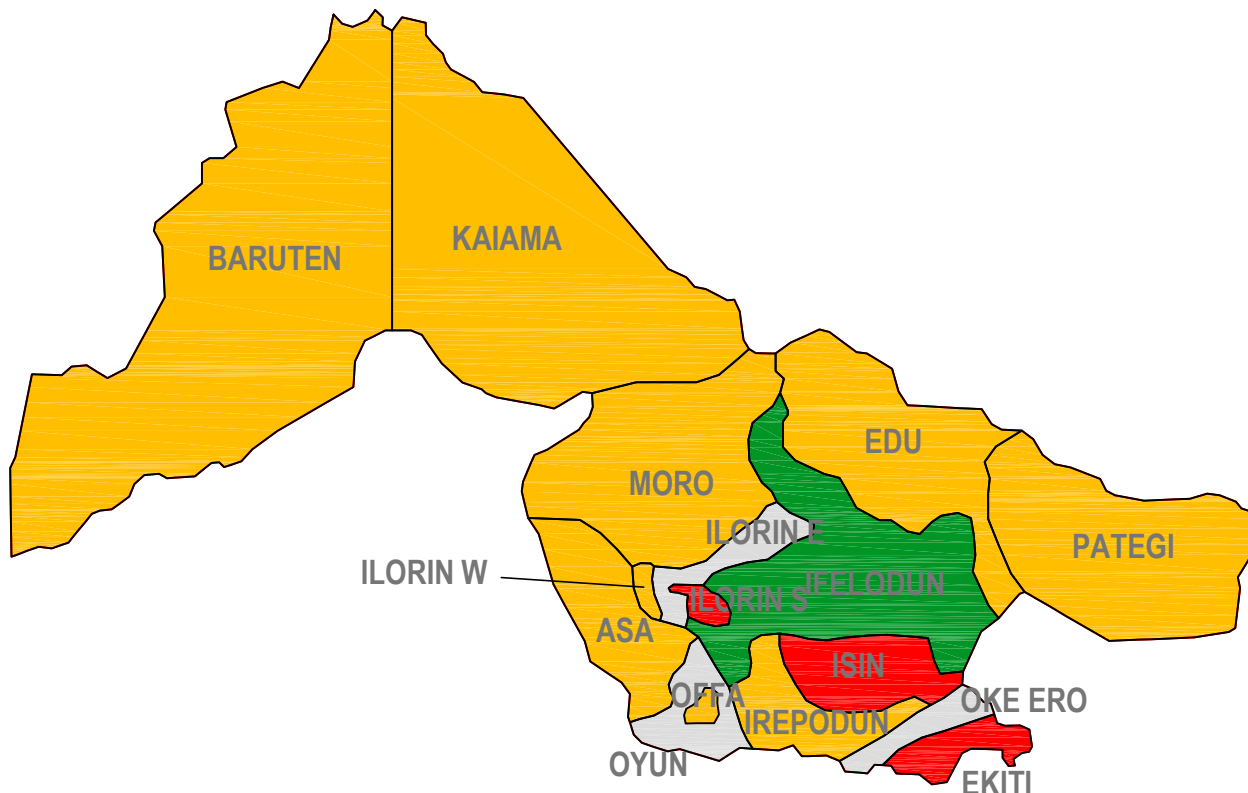 KAIAMA
BARUTEN
EDU
MORO
ILORIN E
PATEGI
ILORIN W
IFELODUN
ILORIN S
ASA
ISIN
OFFA
OKE ERO
IREPODUN
OYUN
EKITI